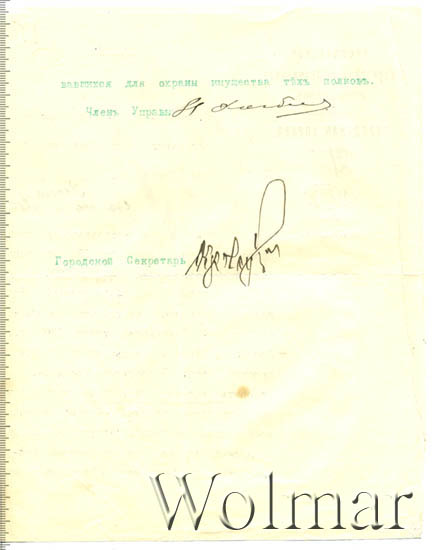 вавшихся для охраны имущества тѣхъ полковъ.
Членъ Управы
Городской Секретарь
Wolmar